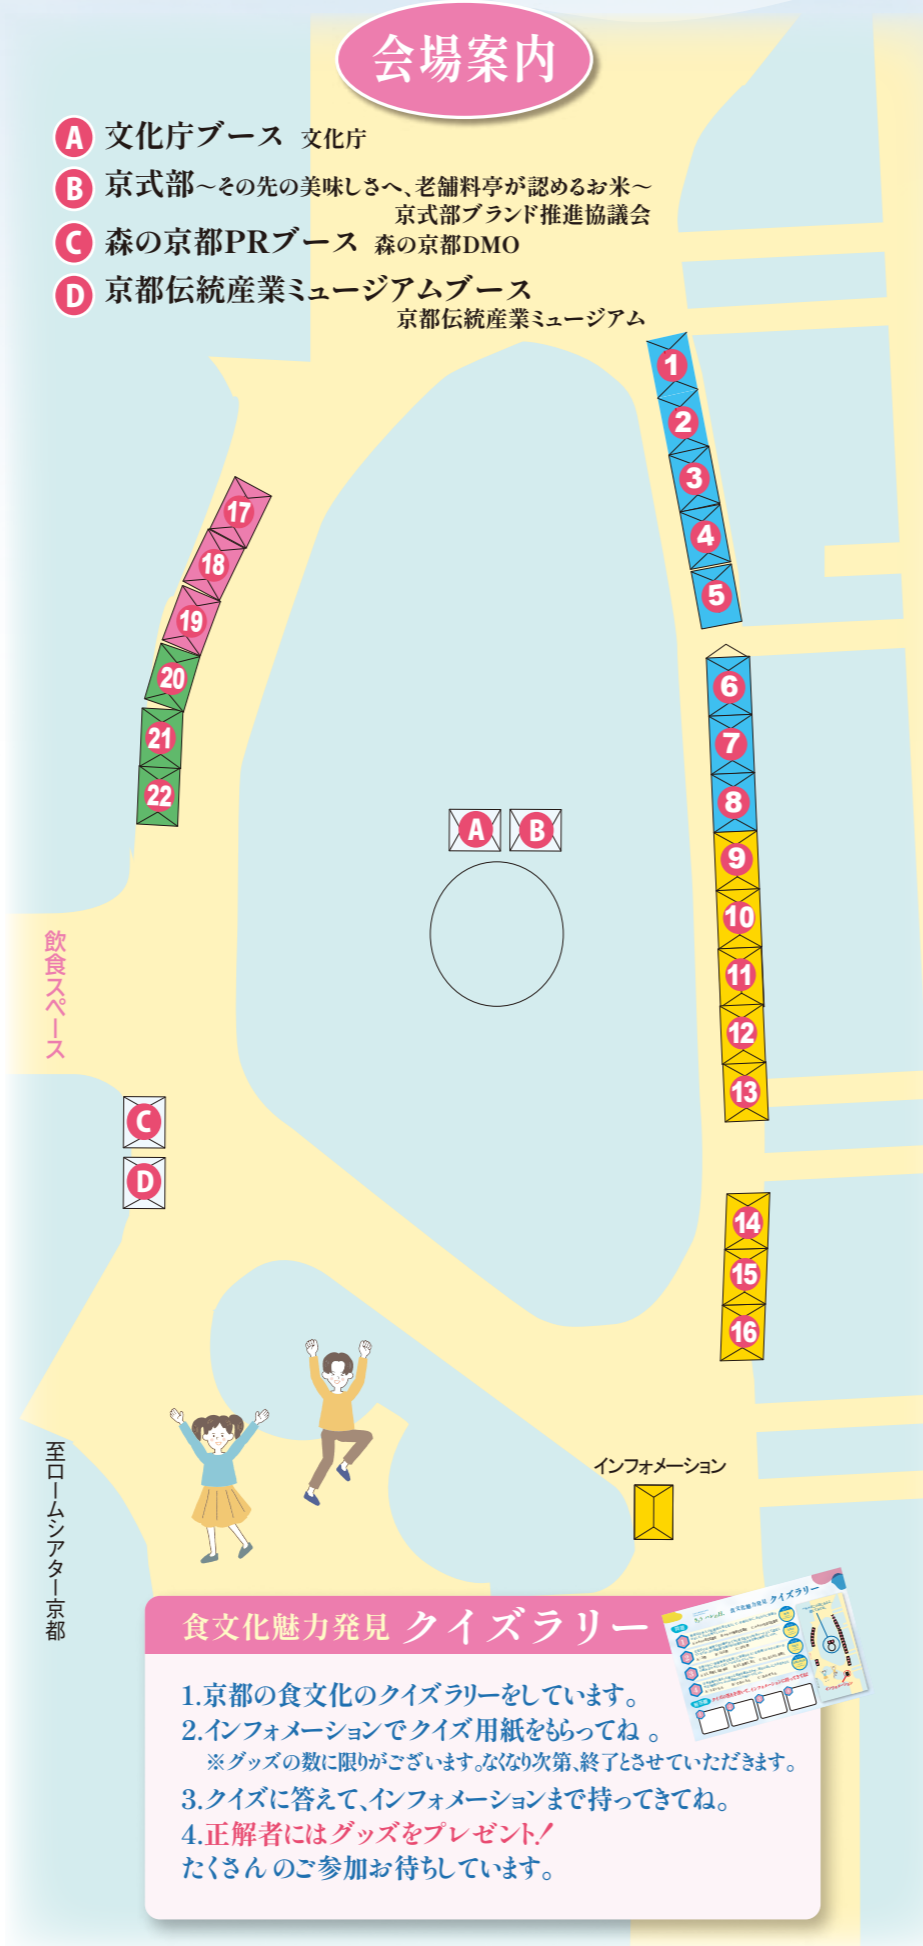 会場案内
A 文化庁ブース 文化庁
B 京式部～その先の美味しさへ、老舗料亭が認めるお米～
京式部ブランド推進協議会
C 森の京都PRブース 森の京都DMO
D 京都伝統産業ミュージアムブース
京都伝統産業ミュージアム
1
2
3
4
5
6
7
8
9
10
11
12
13
14
15
16
17
18
19
20
21
22
A B
飲食スペース
C
D
至ロームシアター京都
インフォメーション
食文化魅力発見 クイズラリー
食文化魅力発見 クイズラリー
1.京都の食文化のクイズラリーをしています。
2.インフォメーションでクイズ用紙をもらってね 。
※グッズの数に限りがございます。なくなり次第、終了とさせていただきます。
3.クイズに答えて、インフォメーションまで持ってきてね。
4.正解者にはグッズをプレゼント!
たくさんのご参加お待ちしています。